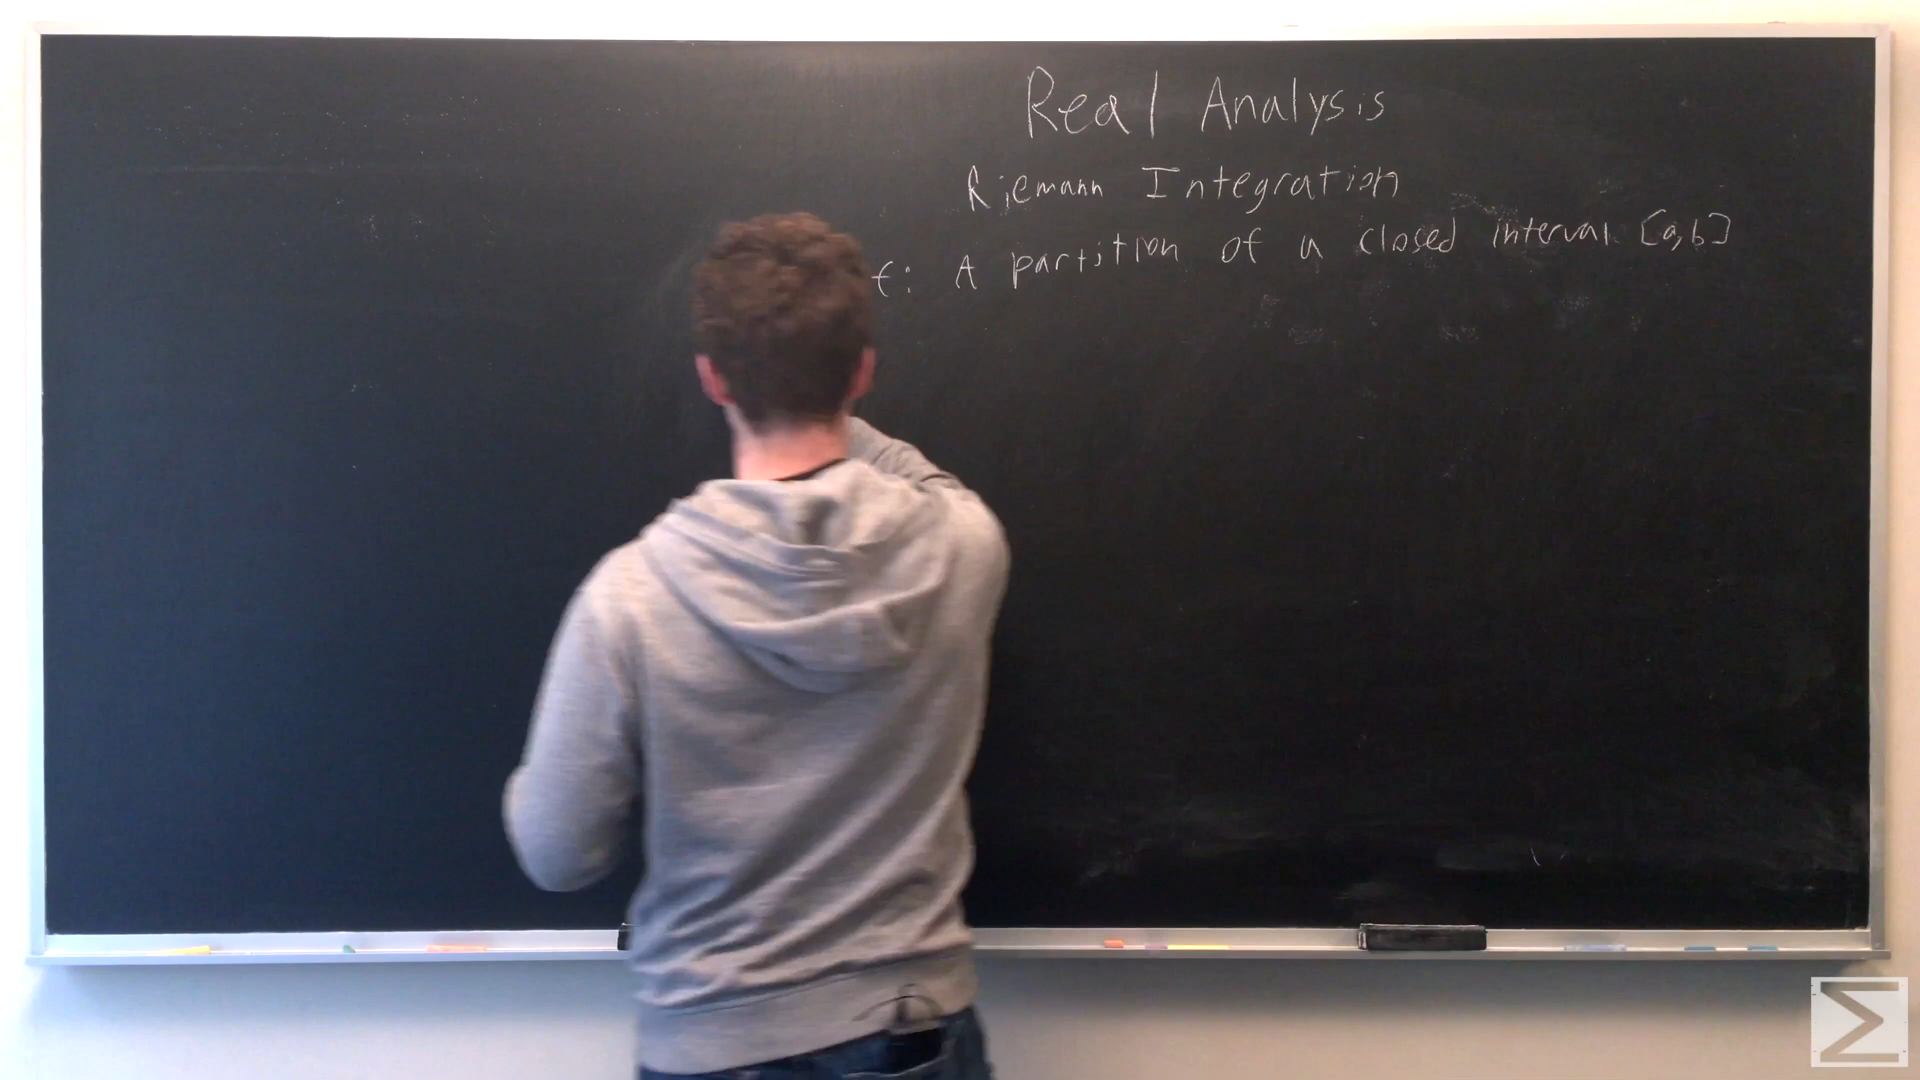 Real Analysis
Riemann Integration
f: A partition of a closed interval [a,b]
Σ